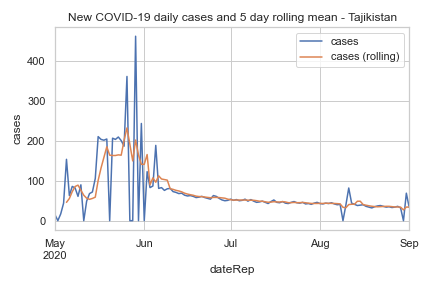 New COVID-19 daily cases and 5 day rolling mean - Tajikistan
cases
cases (rolling)
400
300
200
100
0
cases
May Jun Jul Aug Sep
2020
dateRep